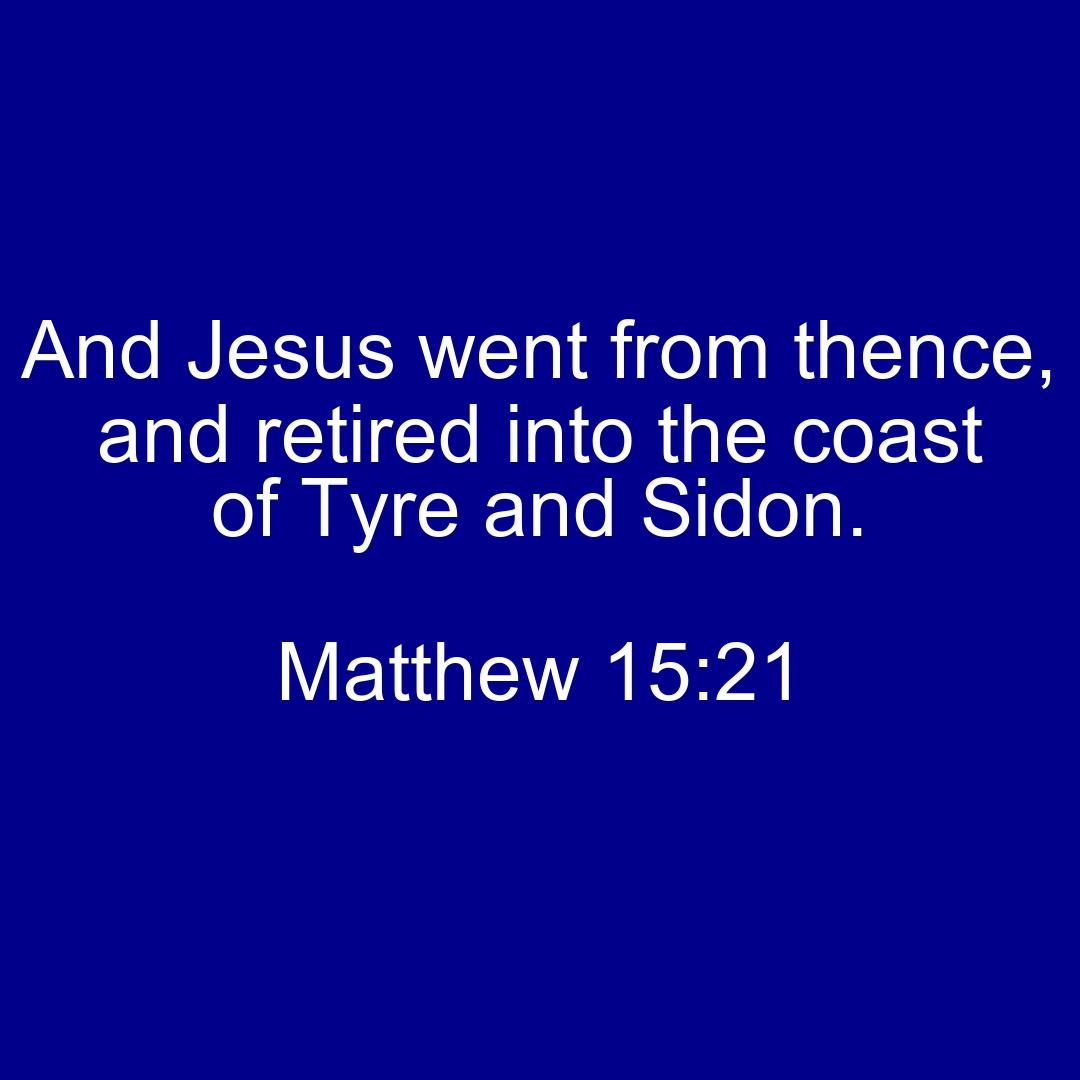 And Jesus went from thence,
and retired into the coast
of Tyre and Sidon.
Matthew 15:21